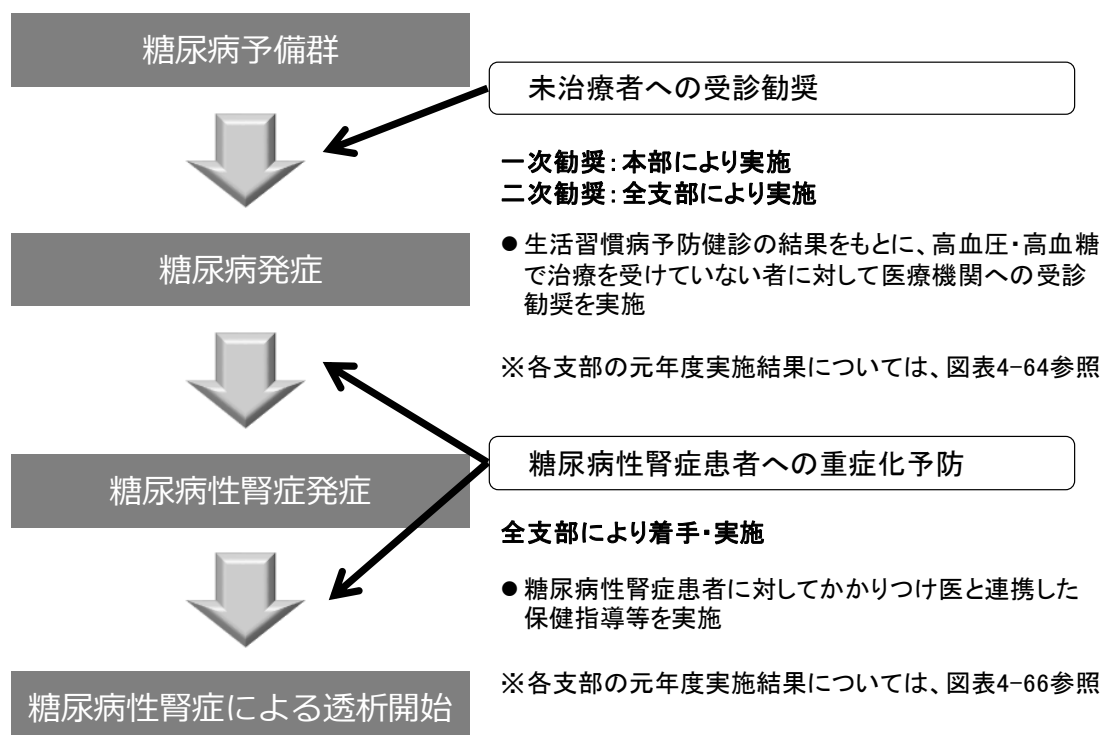 糖尿病予備群
未治療者への受診勧奨
一次勧奨：本部により実施
二次勧奨：全支部により実施
糖尿病発症
●生活習慣病予防健診の結果をもとに、高血圧・高血糖
で治療を受けていない者に対して医療機関への受診
勧奨を実施
※各支部の元年度実施結果については、図表4-64参照
糖尿病性腎症発症
糖尿病性腎症患者への重症化予防
全支部により着手・実施
●糖尿病性腎症患者に対してかかりつけ医と連携した
保健指導等を実施
※各支部の元年度実施結果については、図表4-66参照
糖尿病性腎症による透析開始